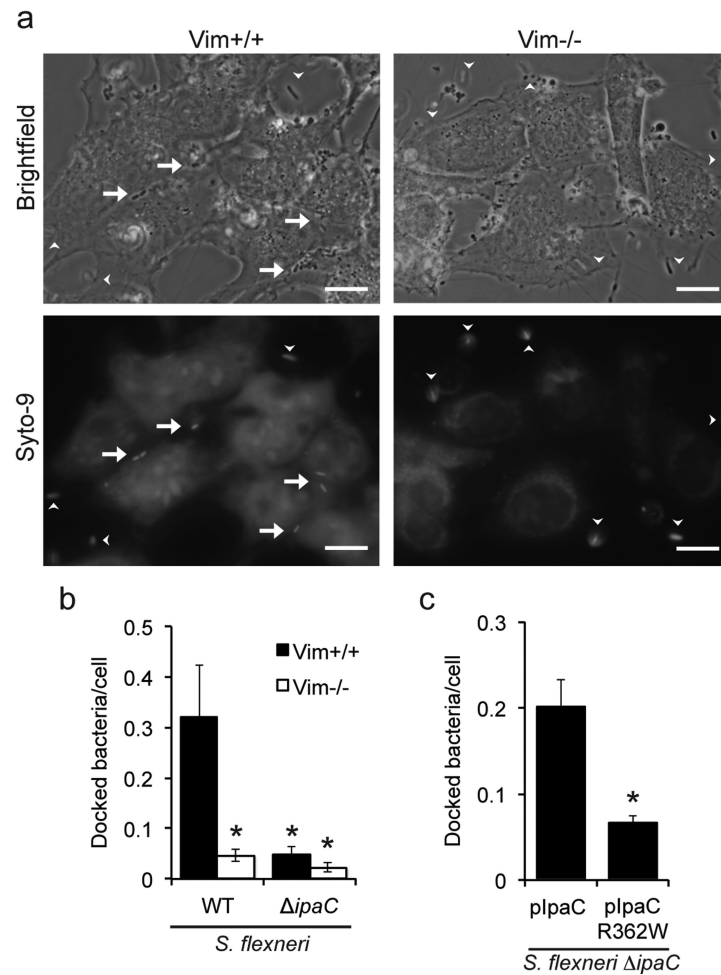 a
Vim+/+
Vim-/-
Brightfield
Syto-9
b
Docked bacteria/cell
0.5
0.4
0.3
0.2
0.1
0
Vim+/+
Vim-/-
*
*
*
WT
ΔipaC
S. flexneri
c
Docked bacteria/cell
0.3
0.2
0.1
0
*
pIpaC
pIpaC
R362W
S. flexneri ΔipaC